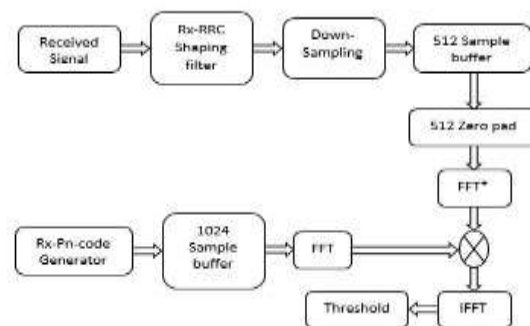 Received
Signal
Rx-RRC
Shaping
filter
Down-
Sampling
512 Sample
buffer
512 Zero pad
FFT*
Rx-Pn-code
Generator
1024
Sample
buffer
FFT
Threshold
IFFT